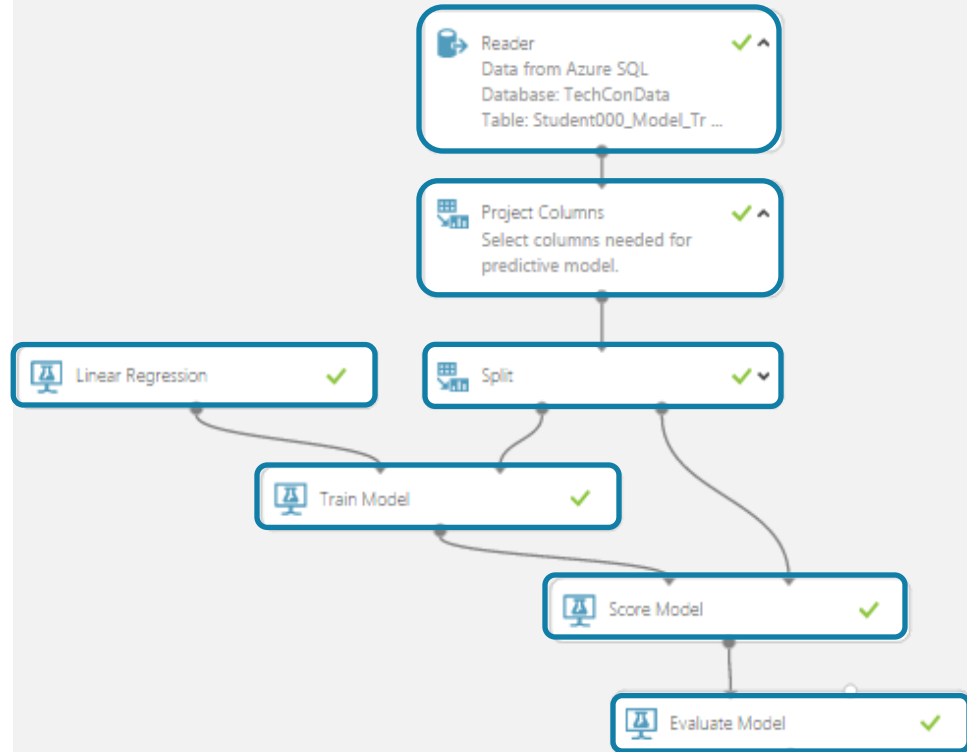 Reader
Data from Azure SQL
Database: TechConData
Table: Student000_Model_Tr ...
Project Columns
Select columns needed for
predictive model.
Linear Regression
Split
Train Model
Score Model
Evaluate Model